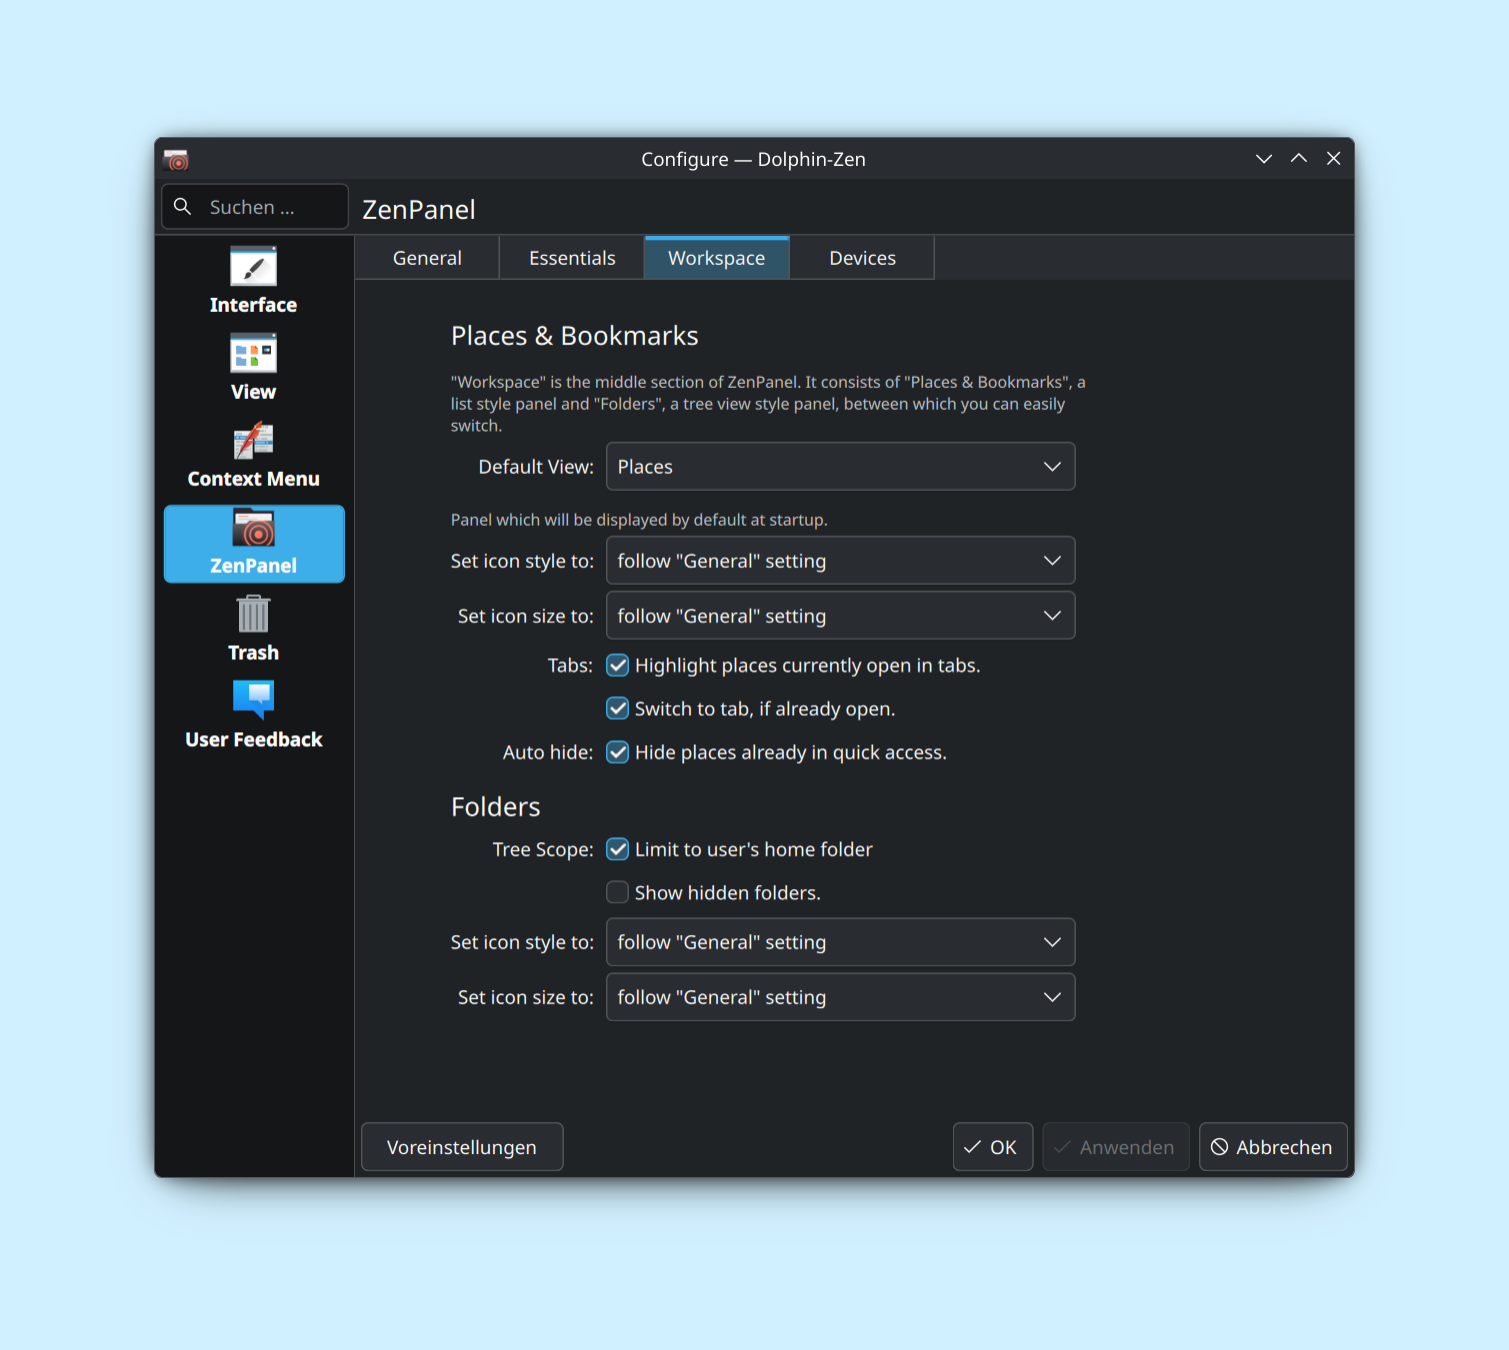 Configure — Dolphin-Zen
Suchen ...
ZenPanel
Interface
View
Context Menu
ZenPanel
Trash
User Feedback
General
Essentials
Workspace
Devices
Places & Bookmarks
"Workspace" is the middle section of ZenPanel. It consists of "Places & Bookmarks", a
list style panel and "Folders", a tree view style panel, between which you can easily
switch.
Default View: Places
Panel which will be displayed by default at startup.
Set icon style to: follow "General" setting
Set icon size to: follow "General" setting
Tabs: Highlight places currently open in tabs.
Switch to tab, if already open.
Auto hide: Hide places already in quick access.
Folders
Tree Scope: Limit to user's home folder
Show hidden folders.
Set icon style to: follow "General" setting
Set icon size to: follow "General" setting
Voreinstellungen
OK
Anwenden
Abbrechen